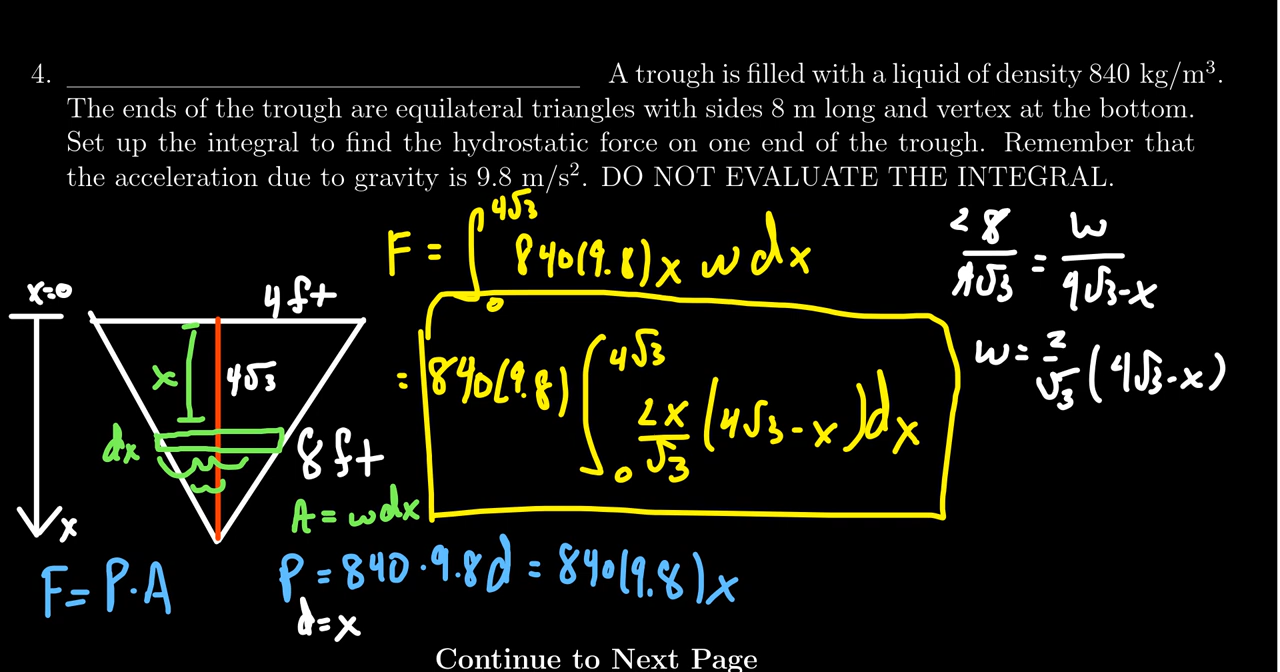 4. ____________________ A trough is filled with a liquid of density 840 kg/m³.
The ends of the trough are equilateral triangles with sides 8 m long and vertex at the bottom.
Set up the integral to find the hydrostatic force on one end of the trough. Remember that
the acceleration due to gravity is 9.8 m/s². DO NOT EVALUATE THE INTEGRAL.
F = ∫₀^{4√3} 840(9.8)x w dx
2 8/4√3 = w/4√3-x
w = 2/√3 (4√3-x)
x=0
4ft
x
4√3
= 840(9.8) ∫₀^{4√3} 2x/√3 (4√3-x)dx
dx
8ft
w
A = wdx
x
F = P·A
P = 840·9.8d = 840(9.8)x
d=x
Continue to Next Page